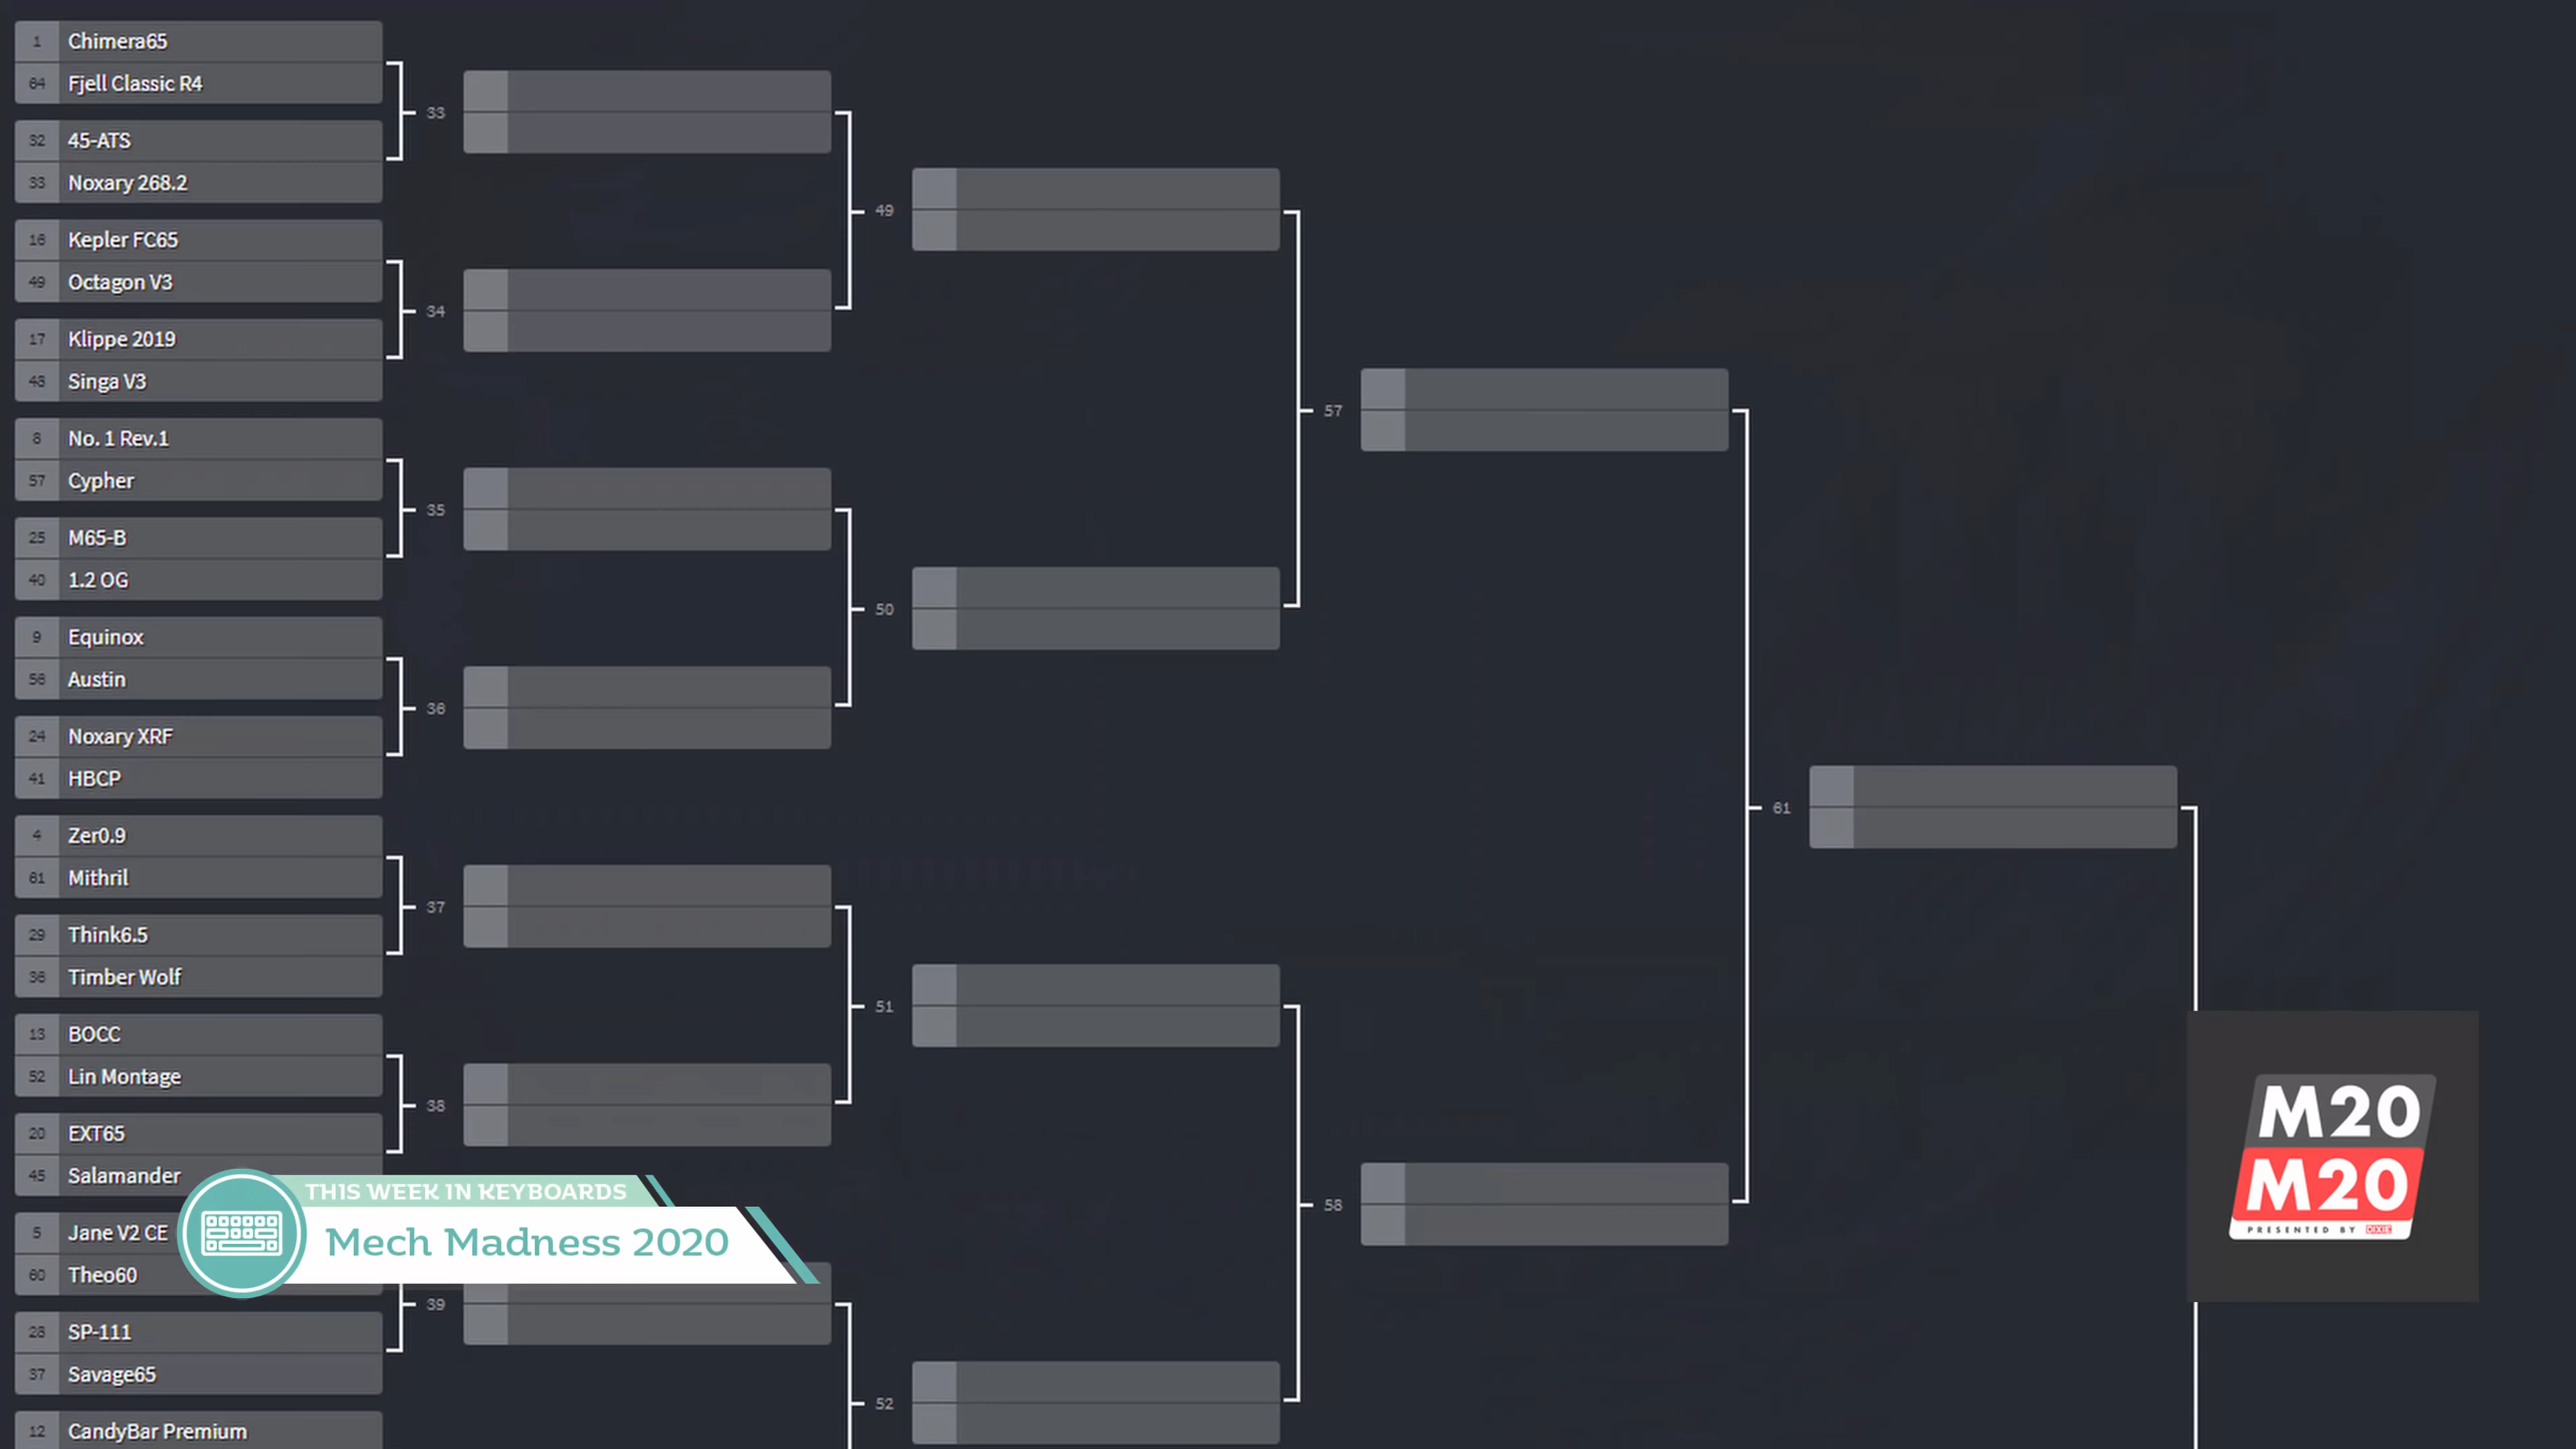 1 Chimera65
64 Fjell Classic R4
33
32 45-ATS
33 Noxary 268.2
49
16 Kepler FC65
49 Octagon V3
34
17 Klippe 2019
48 Singa V3
57
8 No. 1 Rev.1
57 Cypher
35
25 M65-B
40 1.2 OG
50
9 Equinox
56 Austin
36
24 Noxary XRF
41 HBCP
61
4 Zer0.9
61 Mithril
37
29 Think6.5
36 Timber Wolf
51
13 BOCC
52 Lin Montage
38
20 EXT65
45 Salamander
58
5 Jane V2 CE
60 Theo60
39
28 SP-111
37 Savage65
52
12 CandyBar Premium
THIS WEEK IN KEYBOARDS
Mech Madness 2020
M20
M20
PRESENTED BY DIXIE